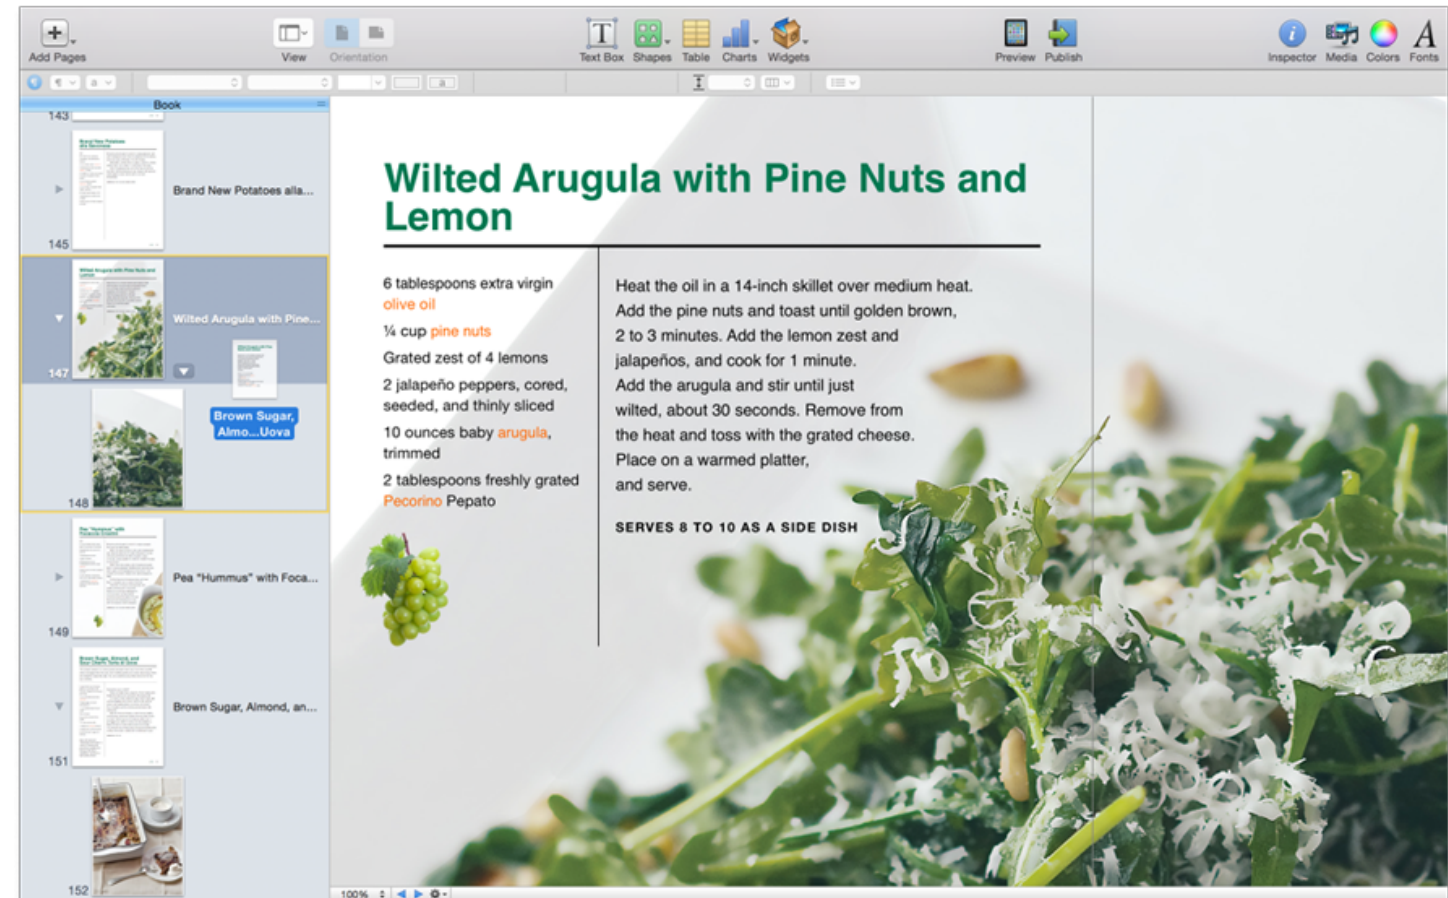 Add Pages
View
Orientation
Text Box
Shapes
Table
Charts
Widgets
Preview
Publish
Inspector
Media
Colors
Fonts
a
a
Book
143
Brand New Potatoes alla...
145
Wilted Arugula with Pine...
147
Brown Sugar,
Almo...Uova
148
Pea “Hummus” with Foca...
149
Brown Sugar, Almond, an...
151
152
Wilted Arugula with Pine Nuts and
Lemon
6 tablespoons extra virgin
olive oil
¼ cup pine nuts
Grated zest of 4 lemons
2 jalapeño peppers, cored,
seeded, and thinly sliced
10 ounces baby arugula,
trimmed
2 tablespoons freshly grated
Pecorino Pepato
Heat the oil in a 14-inch skillet over medium heat.
Add the pine nuts and toast until golden brown,
2 to 3 minutes. Add the lemon zest and
jalapeños, and cook for 1 minute.
Add the arugula and stir until just
wilted, about 30 seconds. Remove from
the heat and toss with the grated cheese.
Place on a warmed platter,
and serve.
SERVES 8 TO 10 AS A SIDE DISH
100%